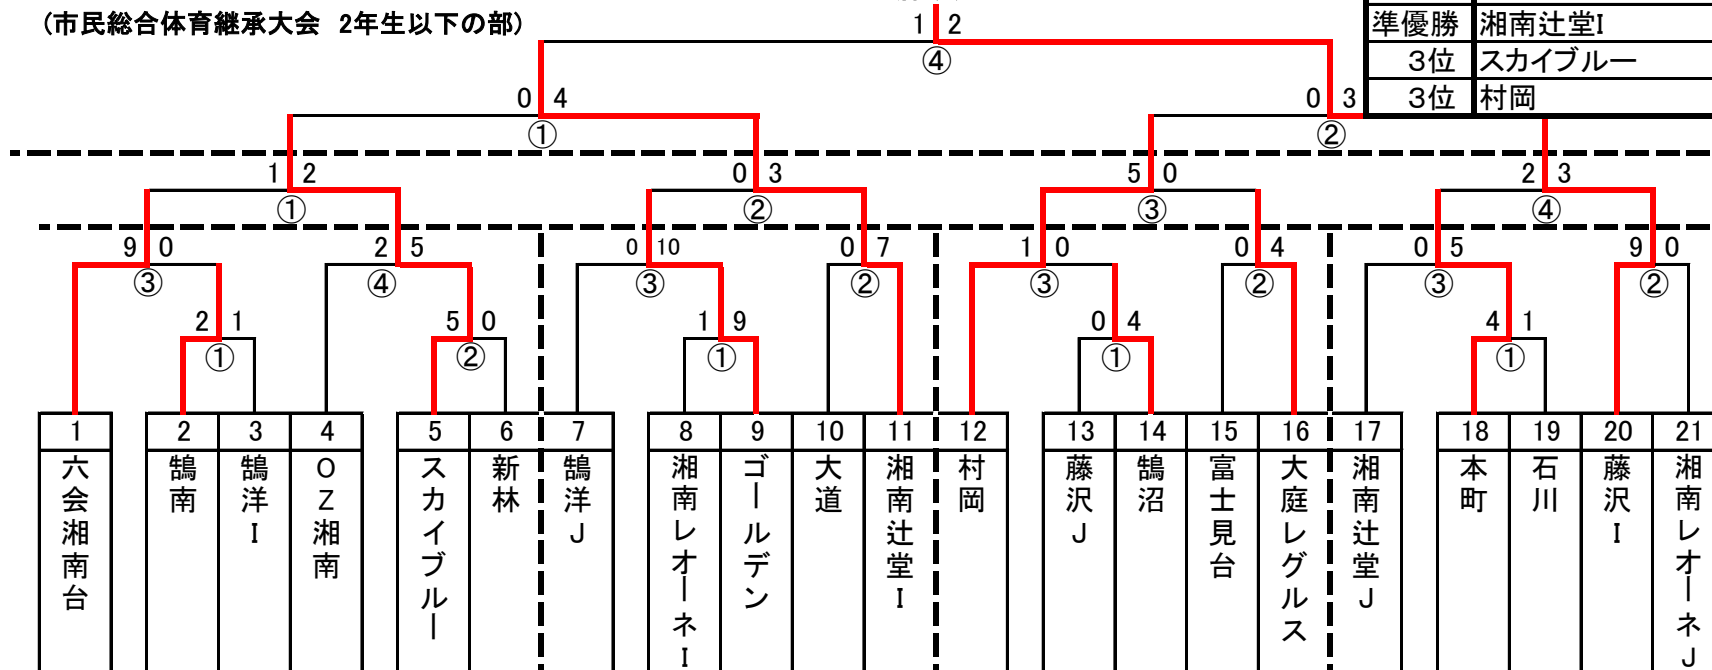 (市民総合体育継承大会 2年生以下の部)
1 2
④
準優勝 湘南辻堂I
3位 スカイブルー
3位 村岡
0 4
①
0 3
②
1 2
①
0 3
②
5 0
③
2 3
④
9 0
③
2 5
④
0 10
③
0 7
②
1 0
③
0 4
②
0 5
③
9 0
②
2 1
①
5 0
②
1 9
①
0 4
①
4 1
①
1 2 3 4 5 6 7 8 9 10 11 12 13 14 15 16 17 18 19 20 21
六会湘南台
鵠南
鵠洋I
OZ湘南
スカイブルー
新林
鵠洋J
湘南レオーネI
ゴールデン
大道
湘南辻堂I
村岡
藤沢J
鵠沼
富士見台
大庭レグルス
湘南辻堂J
本町
石川
藤沢I
湘南レオーネJ